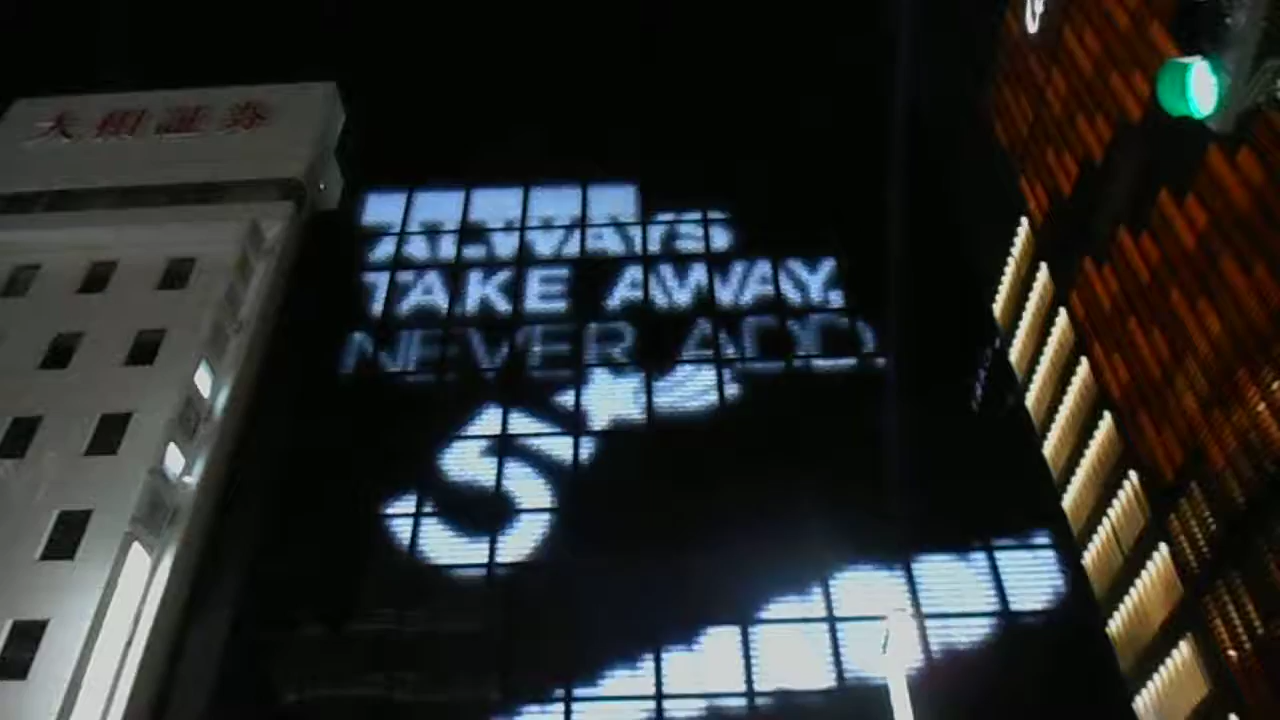 大和証券
ALWAYS
TAKE AWAY.
NEVER ADD